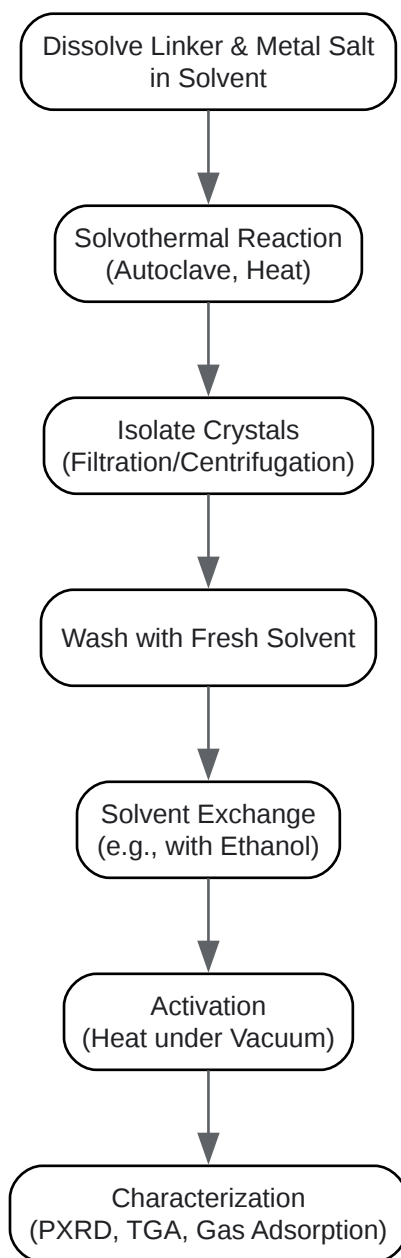 Dissolve Linker & Metal Salt
in Solvent
Solvothermal Reaction
(Autoclave, Heat)
Isolate Crystals
(Filtration/Centrifugation)
Wash with Fresh Solvent
Solvent Exchange
(e.g., with Ethanol)
Activation
(Heat under Vacuum)
Characterization
(PXRD, TGA, Gas Adsorption)